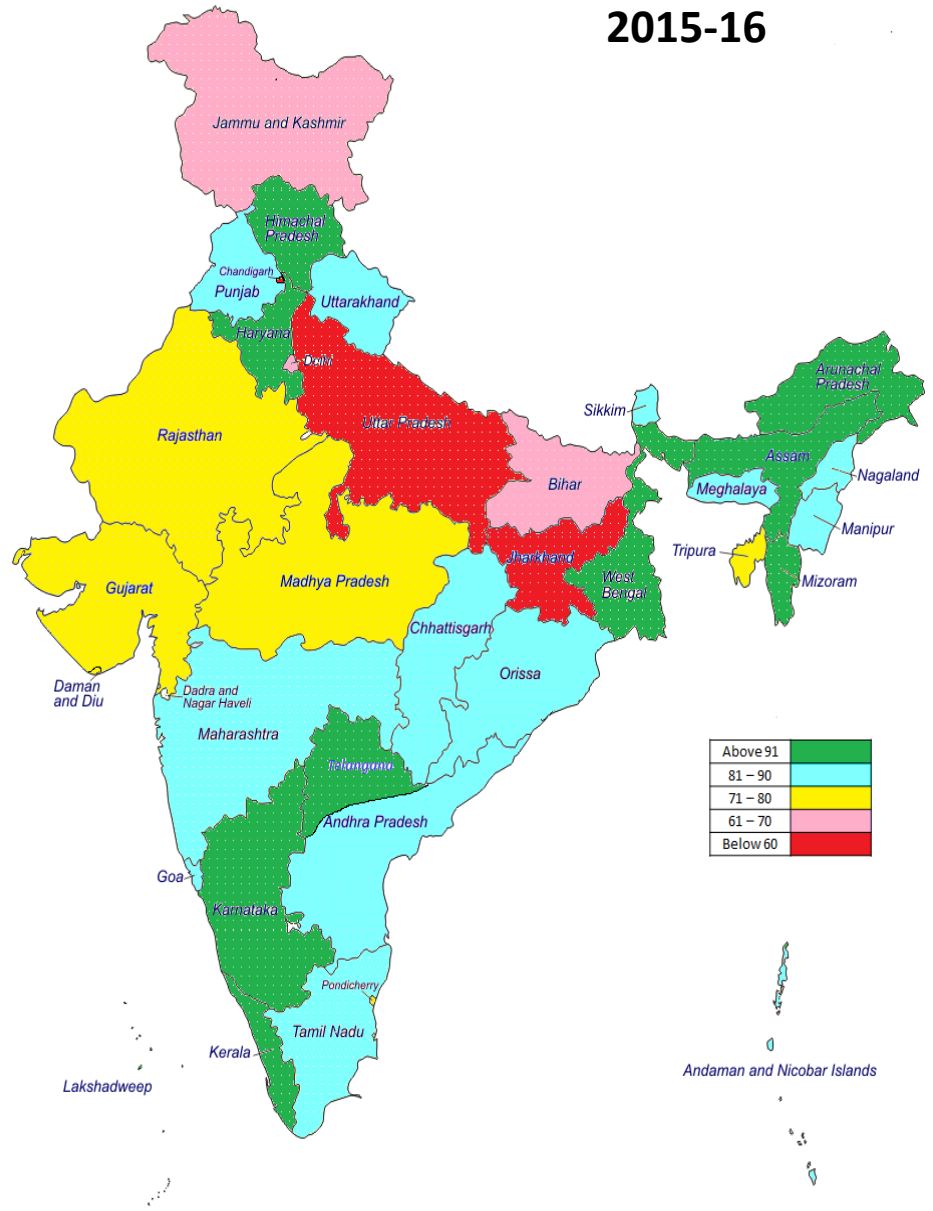 2015-16
Jammu and Kashmir
Himachal
Pradesh
Chandigarh
Punjab
Uttarakhand
Haryana
Delhi
Arunachal
Pradesh
Sikkim
Uttar Pradesh
Rajasthan
Assam
Nagaland
Bihar
Meghalaya
Manipur
Tripura
Jharkhand
Mizoram
West
Bengal
Gujarat
Madhya Pradesh
Chhattisgarh
Orissa
Daman
and Diu
Dadra and
Nagar Haveli
Maharashtra
Telangana
Above 91
81 – 90
71 – 80
61 – 70
Below 60
Andhra Pradesh
Goa
Karnataka
Pondicherry
Tamil Nadu
Kerala
Lakshadweep
Andaman and Nicobar Islands